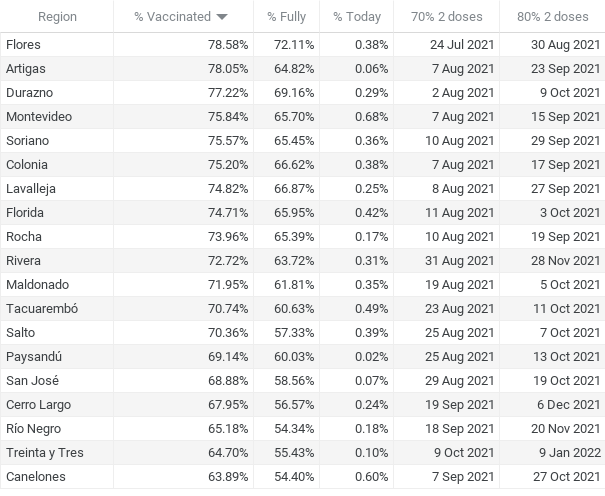 Region % Vaccinated % Fully % Today 70% 2 doses 80% 2 doses
Flores 78.58% 72.11% 0.38% 24 Jul 2021 30 Aug 2021
Artigas 78.05% 64.82% 0.06% 7 Aug 2021 23 Sep 2021
Durazno 77.22% 69.16% 0.29% 2 Aug 2021 9 Oct 2021
Montevideo 75.84% 65.70% 0.68% 7 Aug 2021 15 Sep 2021
Soriano 75.57% 65.45% 0.36% 10 Aug 2021 29 Sep 2021
Colonia 75.20% 66.62% 0.38% 7 Aug 2021 17 Sep 2021
Lavalleja 74.82% 66.87% 0.25% 8 Aug 2021 27 Sep 2021
Florida 74.71% 65.95% 0.42% 11 Aug 2021 3 Oct 2021
Rocha 73.96% 65.39% 0.17% 10 Aug 2021 19 Sep 2021
Rivera 72.72% 63.72% 0.31% 31 Aug 2021 28 Nov 2021
Maldonado 71.95% 61.81% 0.35% 19 Aug 2021 5 Oct 2021
Tacuarembó 70.74% 60.63% 0.49% 23 Aug 2021 11 Oct 2021
Salto 70.36% 57.33% 0.39% 25 Aug 2021 7 Oct 2021
Paysandú 69.14% 60.03% 0.02% 25 Aug 2021 13 Oct 2021
San José 68.88% 58.56% 0.07% 29 Aug 2021 19 Oct 2021
Cerro Largo 67.95% 56.57% 0.24% 19 Sep 2021 6 Dec 2021
Río Negro 65.18% 54.34% 0.18% 18 Sep 2021 20 Nov 2021
Treinta y Tres 64.70% 55.43% 0.10% 9 Oct 2021 9 Jan 2022
Canelones 63.89% 54.40% 0.60% 7 Sep 2021 27 Oct 2021